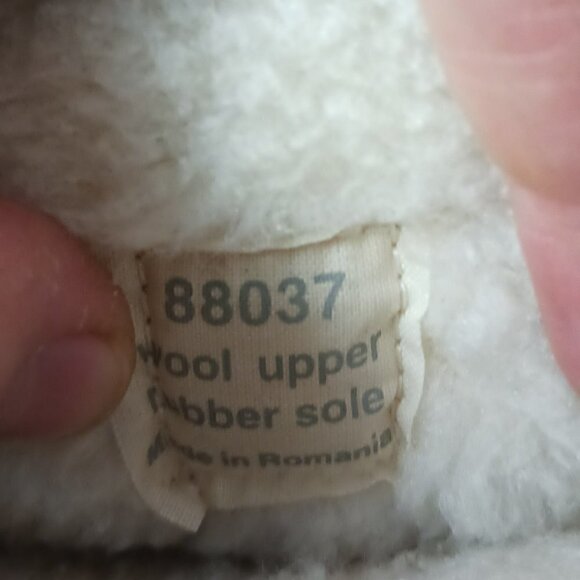 88037
wool upper
rubber sole
Made in Romania